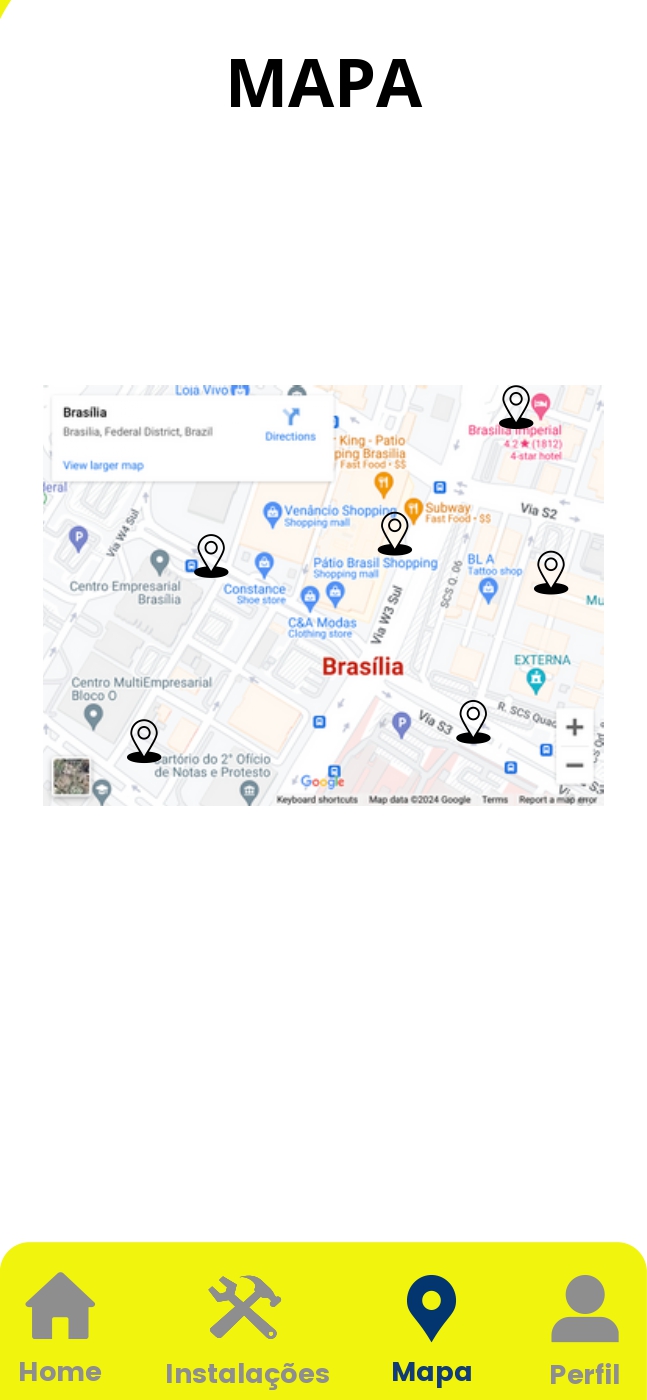 MAPA
Loja Vivo
Brasília
Brasilia, Federal District, Brazil
Directions
View larger map
King - Patio
ping Brasilia
Fast Food • $$
Brasília Imperial
4.2 ★ (1812)
4-star hotel
eral
P
Via W4 Sul
Venâncio Shopping
Shopping mall
Subway
Fast Food • $$
Via S2
Centro Empresarial
Brasília
Constance
Shoe store
Pátio Brasil Shopping
Shopping mall
C&A Modas
Clothing store
Via W3 Sul
SCS Q. 06
BL A
Tattoo shop
Mu
Brasília
EXTERNA
Centro MultiEmpresarial
Bloco O
P
Via S3
R. SCS Quad
+
−
artório do 2° Ofício
de Notas e Protesto
Google
Keyboard shortcuts
Map data ©2024 Google
Terms
Report a map error
Home
Instalações
Mapa
Perfil